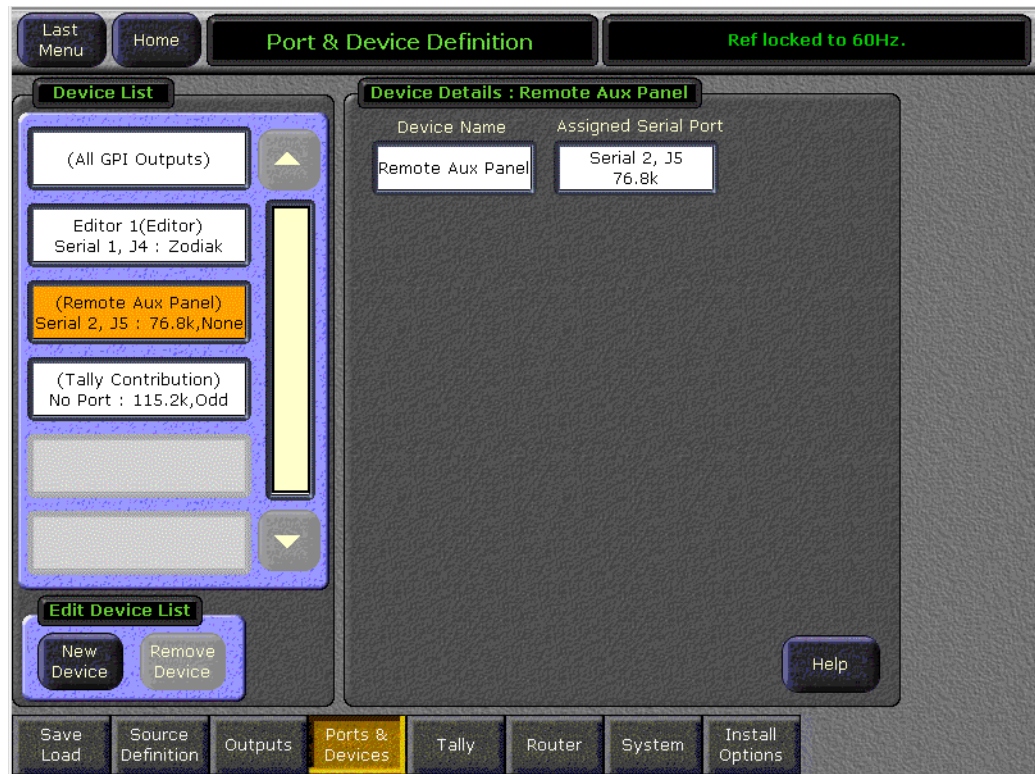 Last
Menu
Home
Port & Device Definition
Ref locked to 60Hz.
Device List
(All GPI Outputs)
Editor 1(Editor)
Serial 1, J4 : Zodiak
(Remote Aux Panel)
Serial 2, J5 : 76.8k,None
(Tally Contribution)
No Port : 115.2k,Odd
Edit Device List
New
Device
Remove
Device
Device Details : Remote Aux Panel
Device Name
Assigned Serial Port
Remote Aux Panel
Serial 2, J5
76.8k
Help
Save
Load
Source
Definition
Outputs
Ports &
Devices
Tally
Router
System
Install
Options